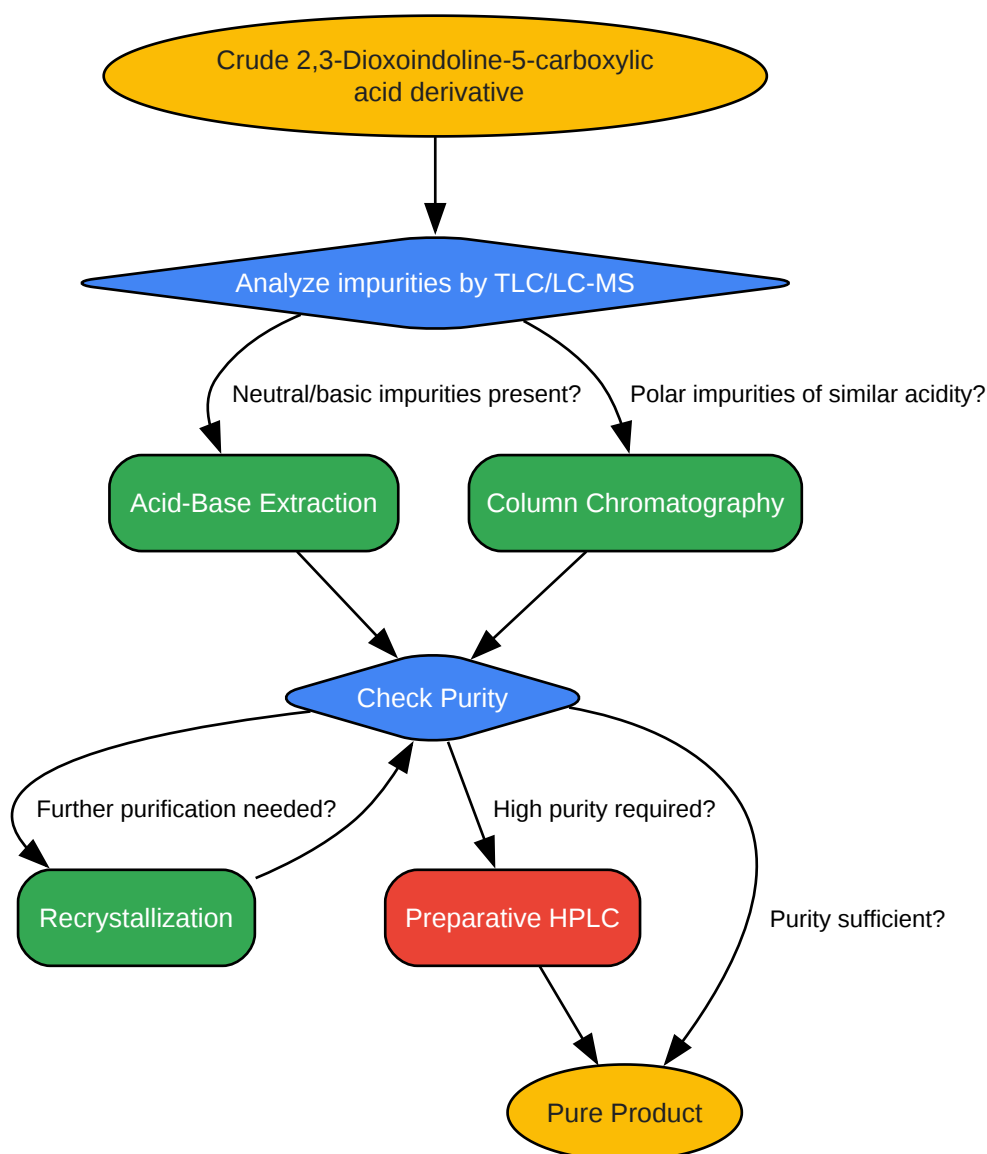 Crude 2,3-Dioxoindoline-5-carboxylic
acid derivative
Analyze impurities by TLC/LC-MS
Neutral/basic impurities present?
Polar impurities of similar acidity?
Acid-Base Extraction
Column Chromatography
Check Purity
Further purification needed?
High purity required?
Recrystallization
Preparative HPLC
Purity sufficient?
Pure Product